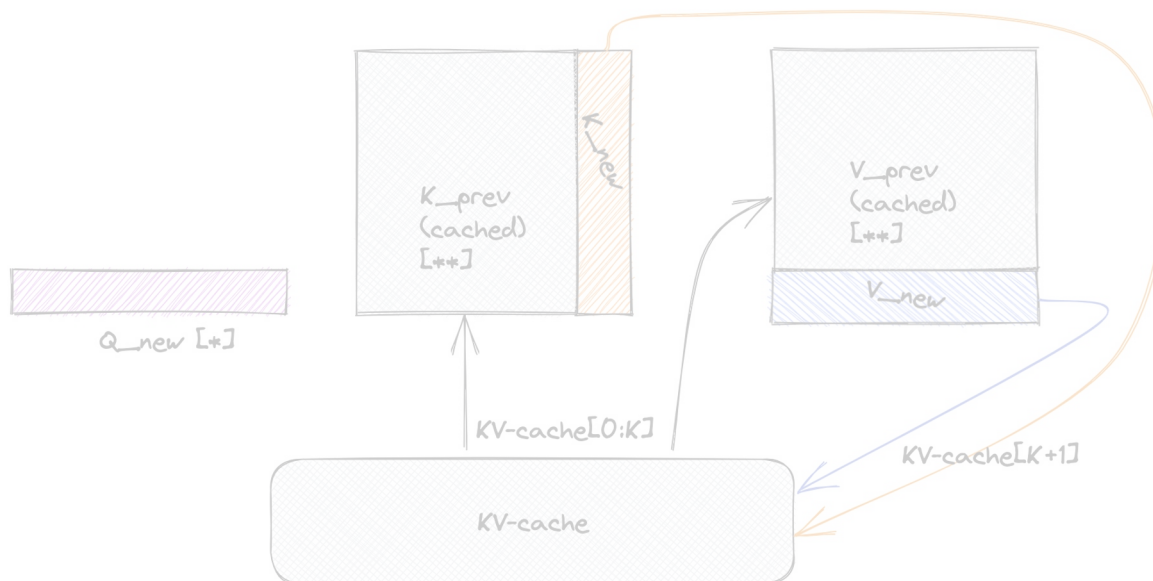 K_new
K_prev
(cached)
[**]
V_prev
(cached)
[**]
V_new
Q_new [*]
KV-cache[0:K]
KV-cache[K+1]
KV-cache